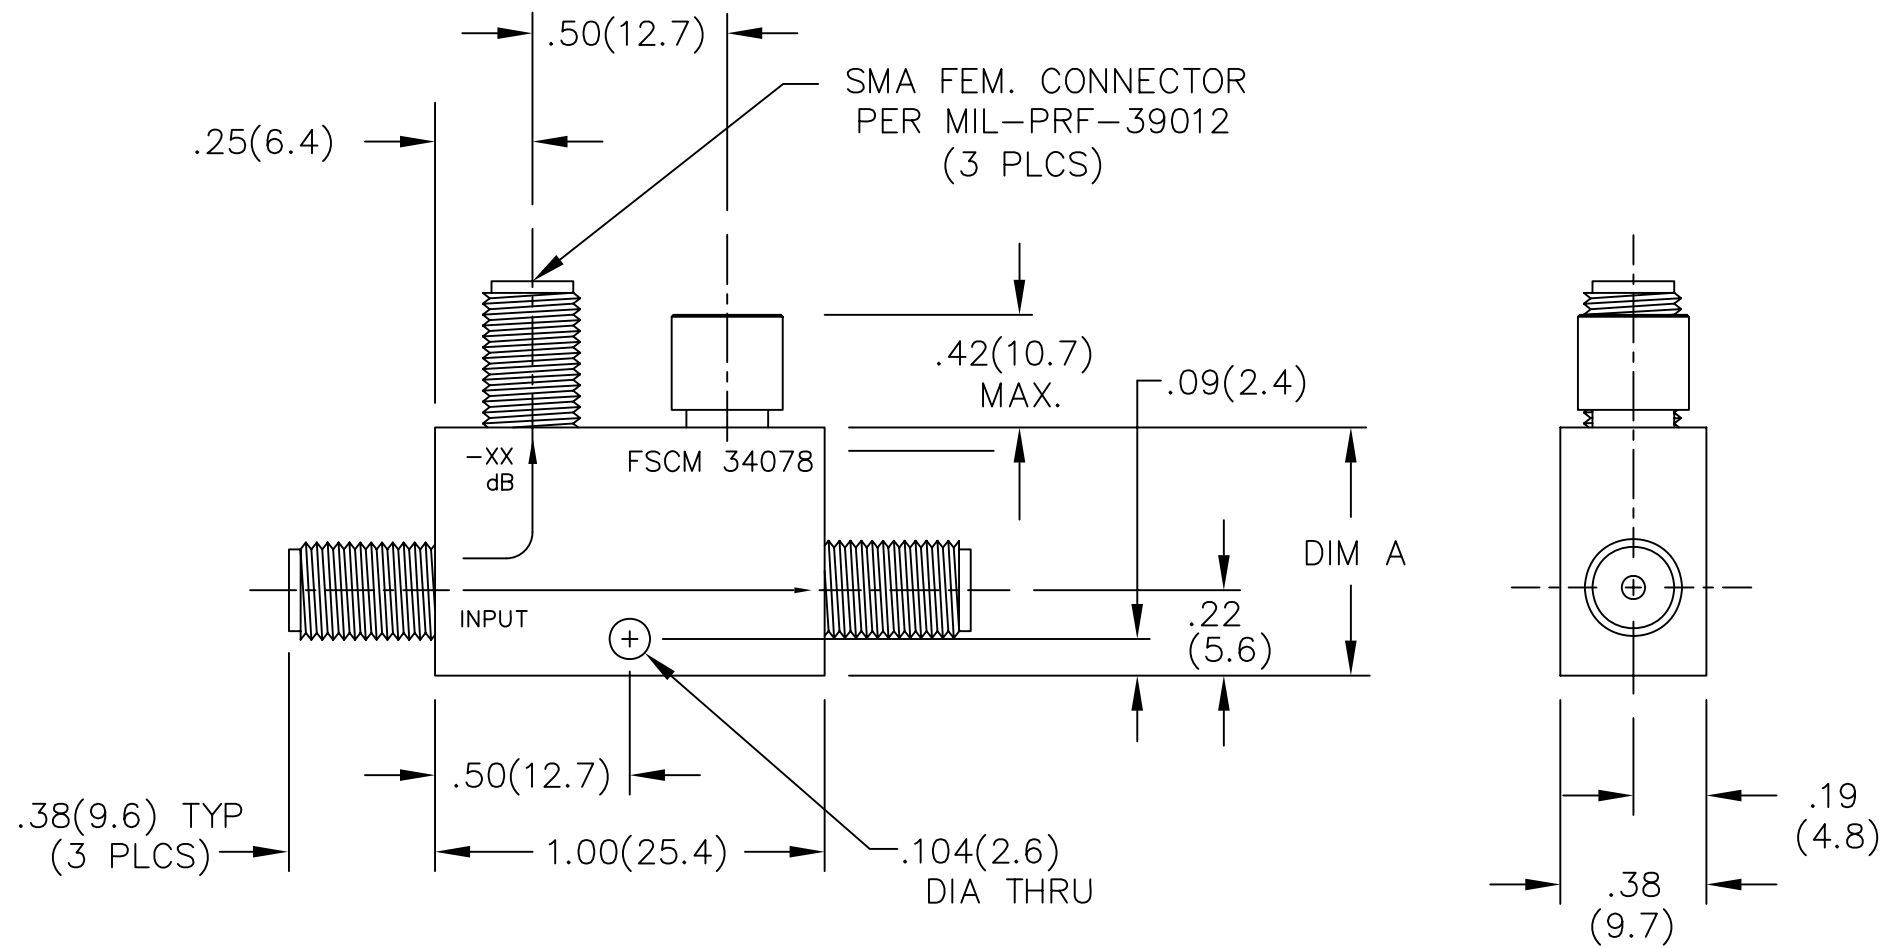 .50(12.7)
SMA FEM. CONNECTOR
PER MIL-PRF-39012
(3 PLCS)
.25(6.4)
.42(10.7)
MAX.
.09(2.4)
-XX
dB
FSCM 34078
DIM A
INPUT
.22
(5.6)
.50(12.7)
.38(9.6) TYP
(3 PLCS)
1.00(25.4)
.104(2.6)
DIA THRU
.19
(4.8)
.38
(9.7)